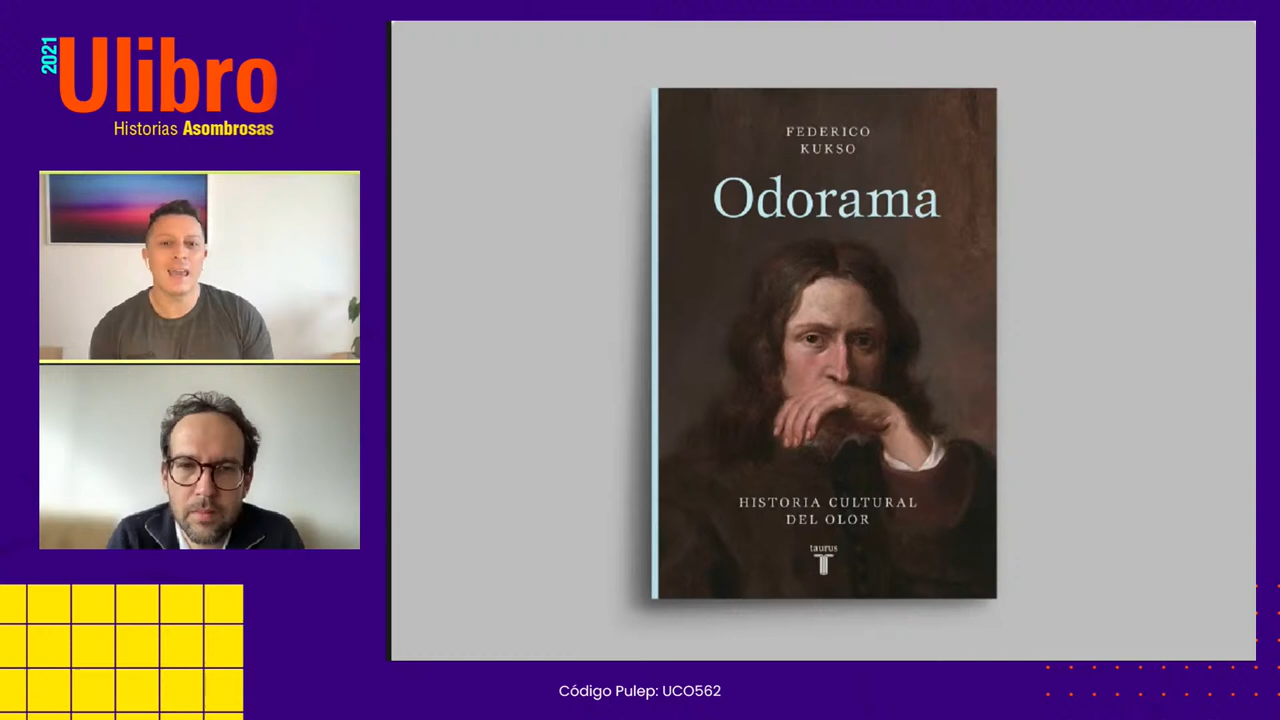 2021
Ulibro
Historias Asombrosas
FEDERICO
KUKSO
Odorama
HISTORIA CULTURAL
DEL OLOR
taurus
T
Código Pulep: UCO562